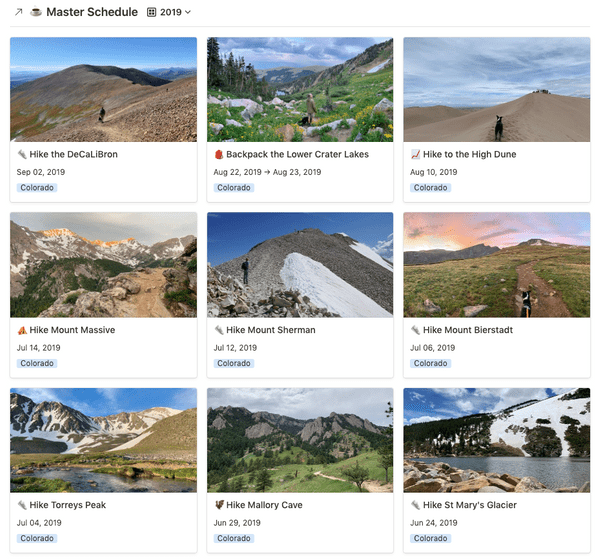 Master Schedule 2019
Hike the DeCaLiBron
Sep 02, 2019
Colorado
Backpack the Lower Crater Lakes
Aug 22, 2019 → Aug 23, 2019
Colorado
Hike to the High Dune
Aug 10, 2019
Colorado
Hike Mount Massive
Jul 14, 2019
Colorado
Hike Mount Sherman
Jul 12, 2019
Colorado
Hike Mount Bierstadt
Jul 06, 2019
Colorado
Hike Torreys Peak
Jul 04, 2019
Colorado
Hike Mallory Cave
Jun 29, 2019
Colorado
Hike St Mary's Glacier
Jun 24, 2019
Colorado